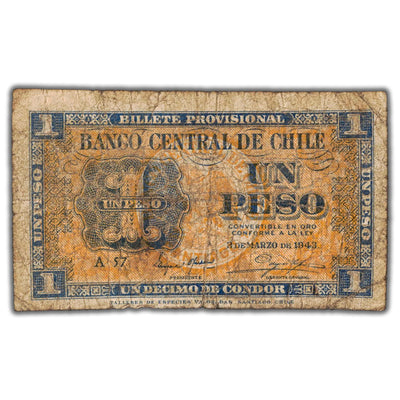 BILLETE PROVISIONAL
1 1
BANCO CENTRAL DE CHILE
UN PESO
UN PESO
UN PESO
UN
PESO
CONVERTIBLE EN ORO
CONFORME A LA LEY
3 DE MARZO DE 1943
A 57
PRESIDENTE GERENTE GENERAL
1 1
UN DECIMO DE CONDOR
TALLERES DE ESPECIES VALORADAS SANTIAGO CHILE